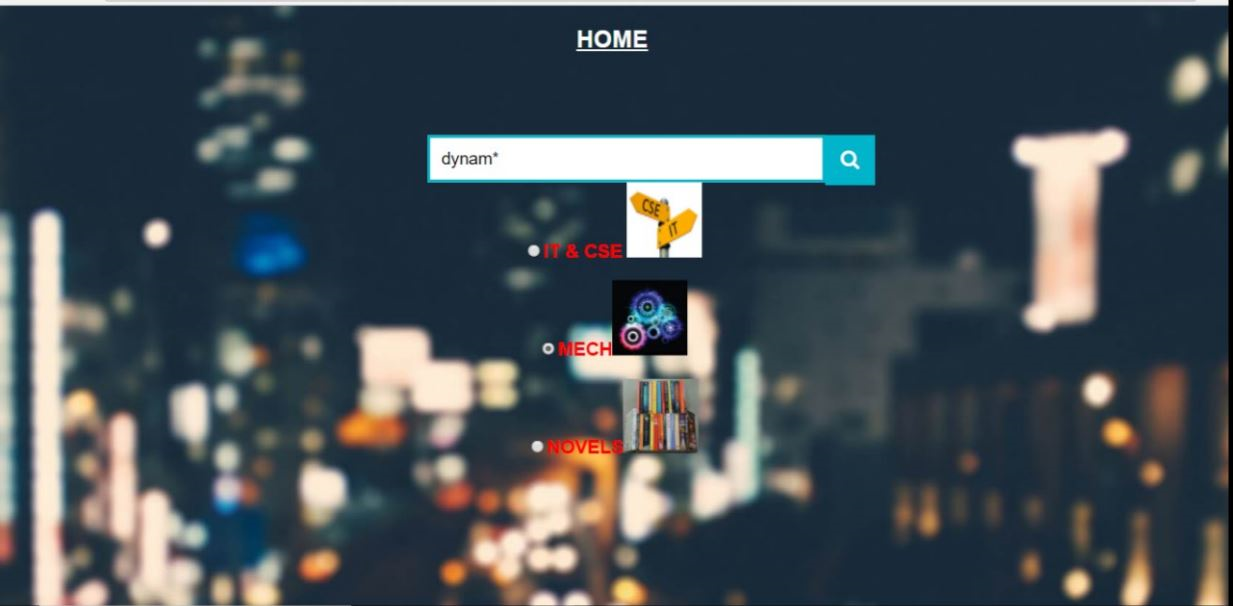 HOME
dynam*
CSE
IT
IT & CSE
MECH
NOVELS